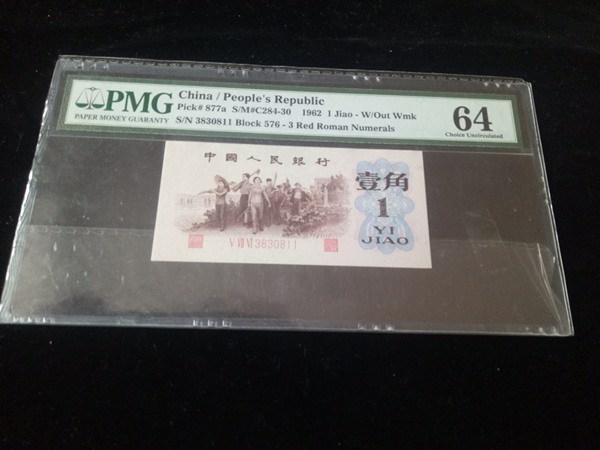 PMG
PAPER MONEY GUARANTY
China / People's Republic
Pick# 877a S/M#C284-30 1962 1 Jiao - W/Out Wmk
S/N 3830811 Block 576 - 3 Red Roman Numerals
64
Choice Uncirculated
中國人民銀行
壹角
1
YI
JIAO
V VII VI 3830811